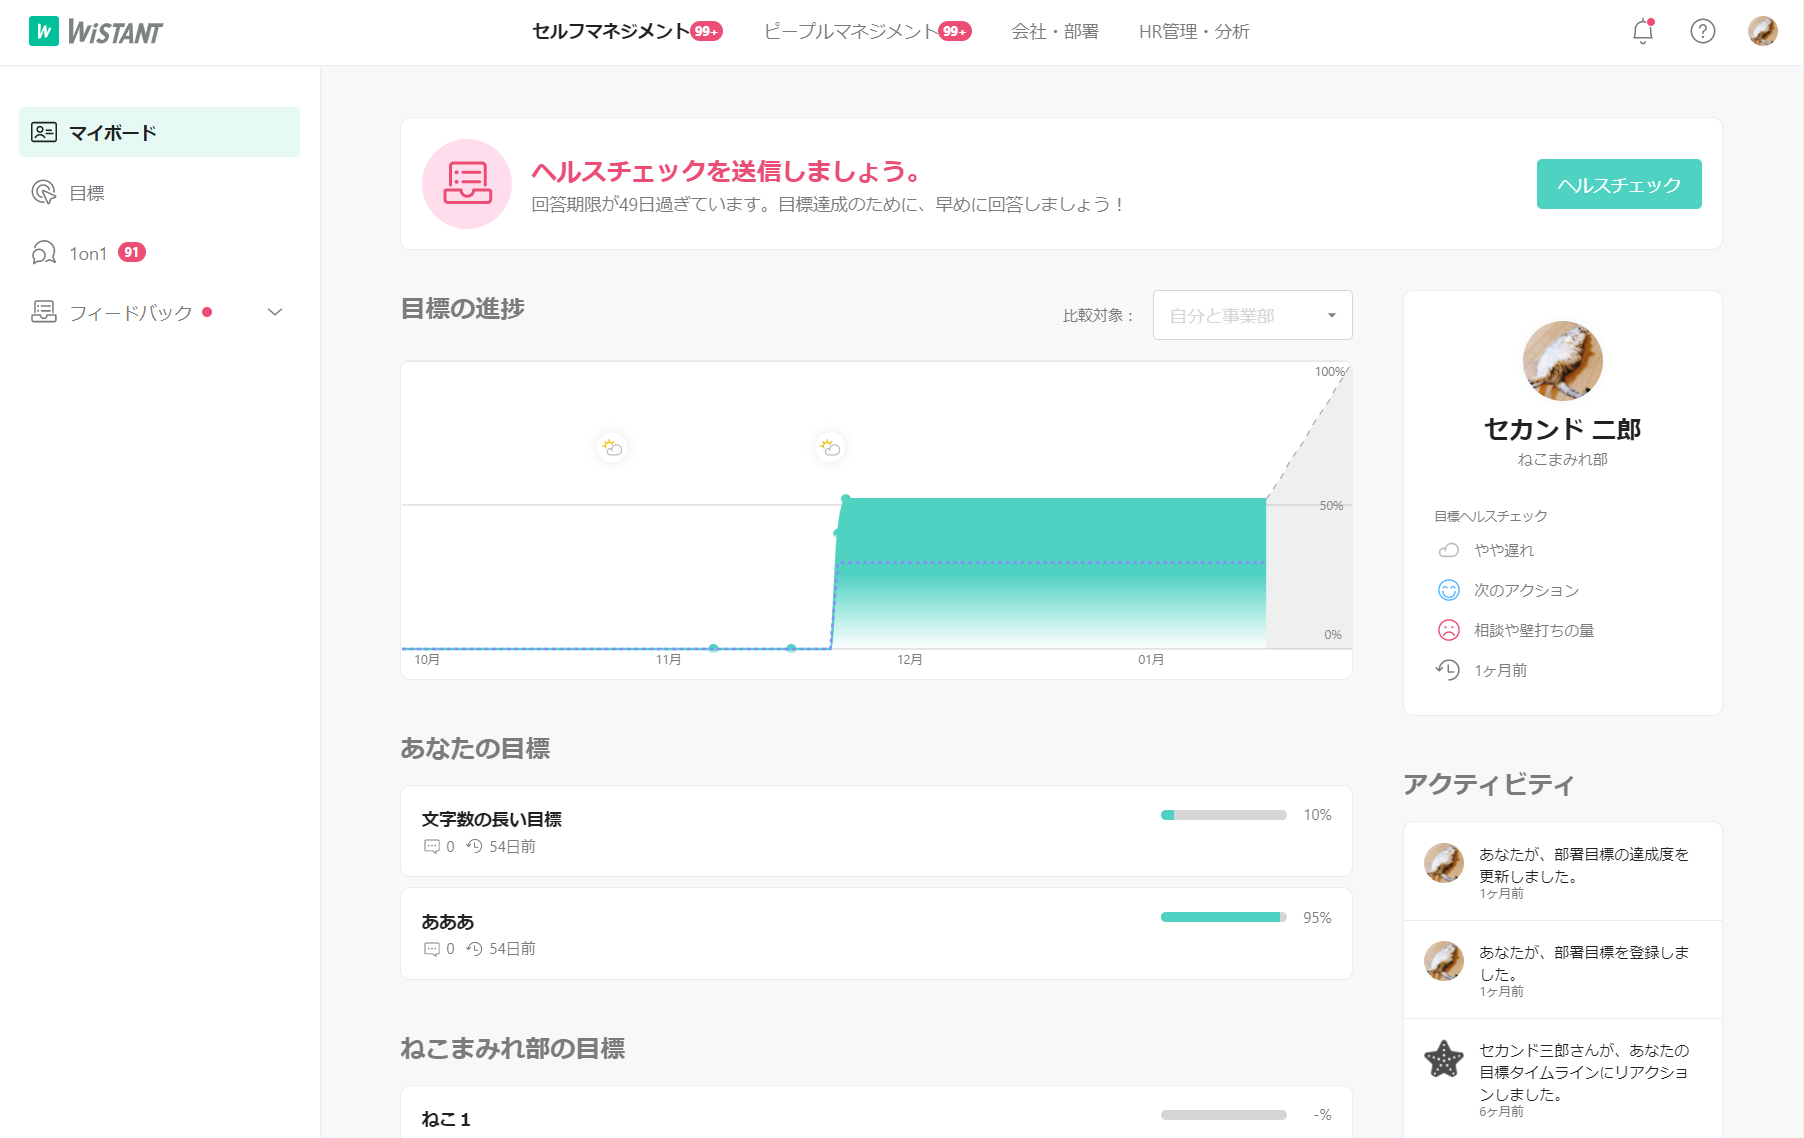 W WiSTANT
セルフマネジメント 99+
ピープルマネジメント 99+
会社・部署
HR管理・分析
マイボード
目標
1on1 91
フィードバック
ヘルスチェックを送信しましょう。
回答期限が49日過ぎています。目標達成のために、早めに回答しましょう！
ヘルスチェック
目標の進捗
比較対象：
自分と事業部
100%
50%
0%
10月
11月
12月
01月
セカンド 二郎
ねこまみれ部
目標ヘルスチェック
やや遅れ
次のアクション
相談や壁打ちの量
1ヶ月前
あなたの目標
文字数の長い目標
10%
0 54日前
あああ
95%
0 54日前
ねこまみれ部の目標
ねこ１
-%
アクティビティ
あなたが、部署目標の達成度を
更新しました。
1ヶ月前
あなたが、部署目標を登録しま
した。
1ヶ月前
セカンド三郎さんが、あなたの
目標タイムラインにリアクショ
ンしました。
6ヶ月前